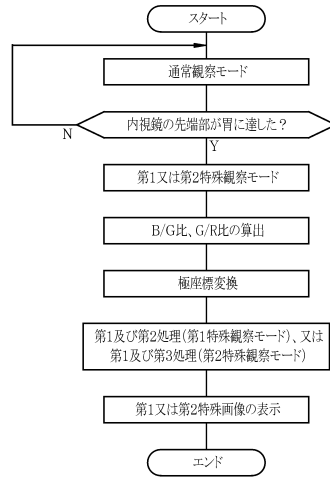 スタート
通常観察モード
内視鏡の先端部が胃に達した？
N
Y
第1又は第2特殊観察モード
B/G比、G/R比の算出
極座標変換
第1及び第2処理(第1特殊観察モード)、又は
第1及び第3処理(第2特殊観察モード)
第1又は第2特殊画像の表示
エンド